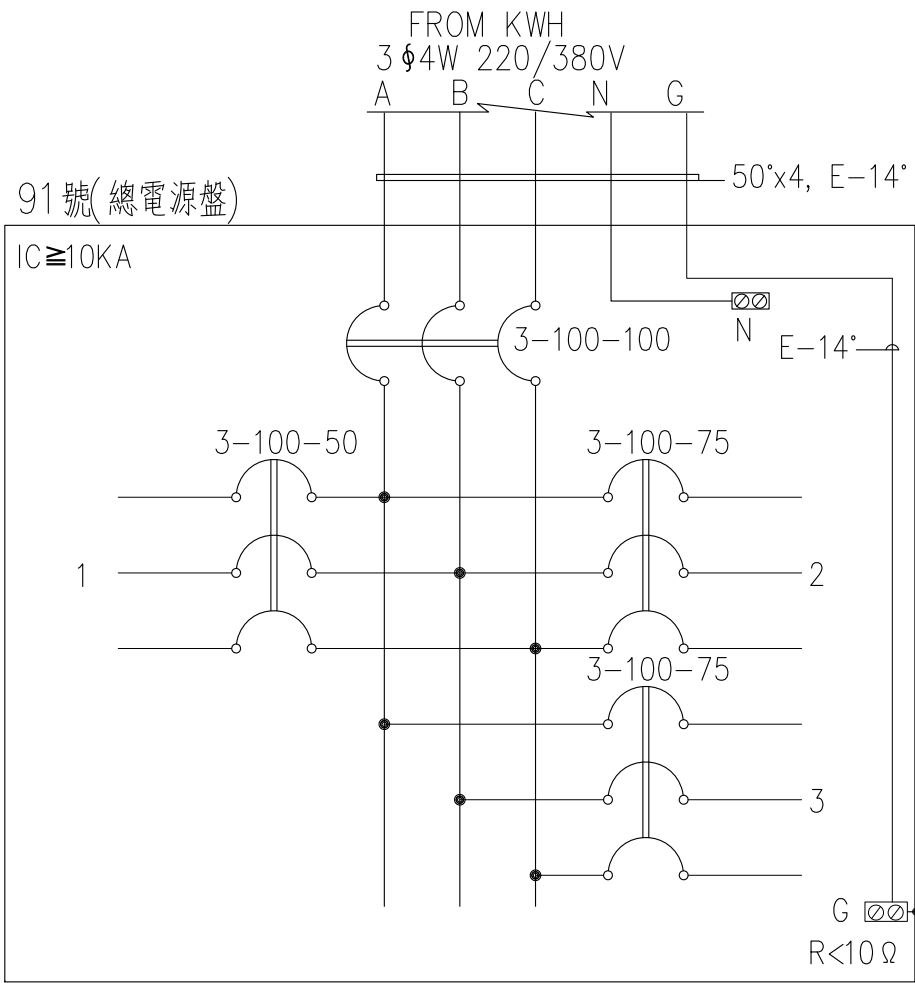 FROM KWH
3∮4W 220/380V
A B C N G
50°x4, E-14°
91號(總電源盤)
IC≧10KA
N
3-100-100
E-14°
3-100-50
3-100-75
1
2
3-100-75
3
G
R<10Ω